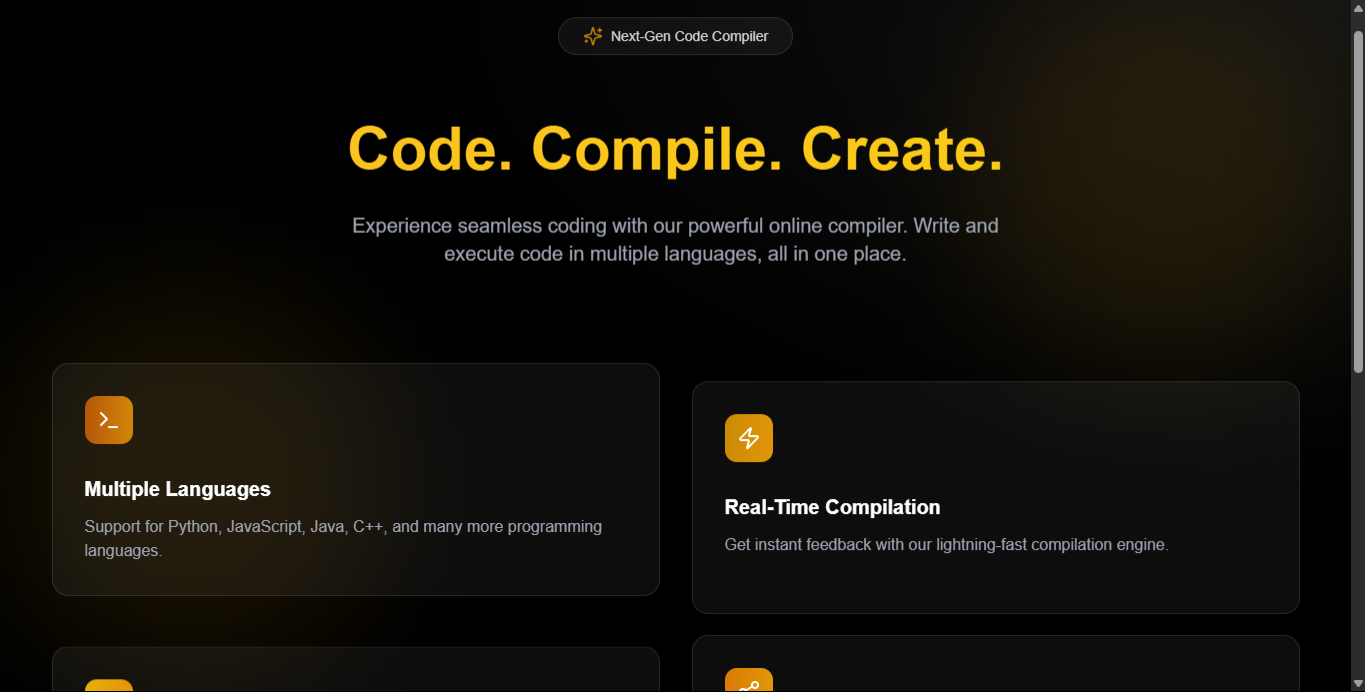 Next-Gen Code Compiler
Code. Compile. Create.
Experience seamless coding with our powerful online compiler. Write and
execute code in multiple languages, all in one place.
Multiple Languages
Support for Python, JavaScript, Java, C++, and many more programming
languages.
Real-Time Compilation
Get instant feedback with our lightning-fast compilation engine.